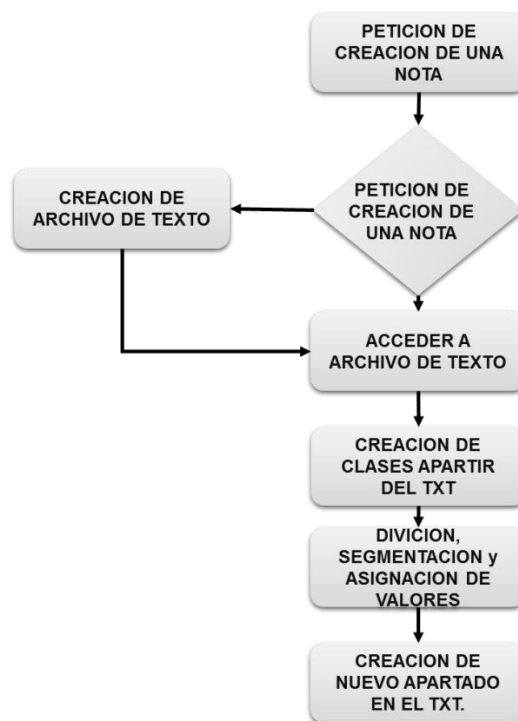 PETICION DE
CREACION DE UNA
NOTA
PETICION DE
CREACION DE
UNA NOTA
CREACION DE
ARCHIVO DE TEXTO
ACCEDER A
ARCHIVO DE TEXTO
CREACION DE
CLASES APARTIR
DEL TXT
DIVICION,
SEGMENTACION y
ASIGNACION DE
VALORES
CREACION DE
NUEVO APARTADO
EN EL TXT.